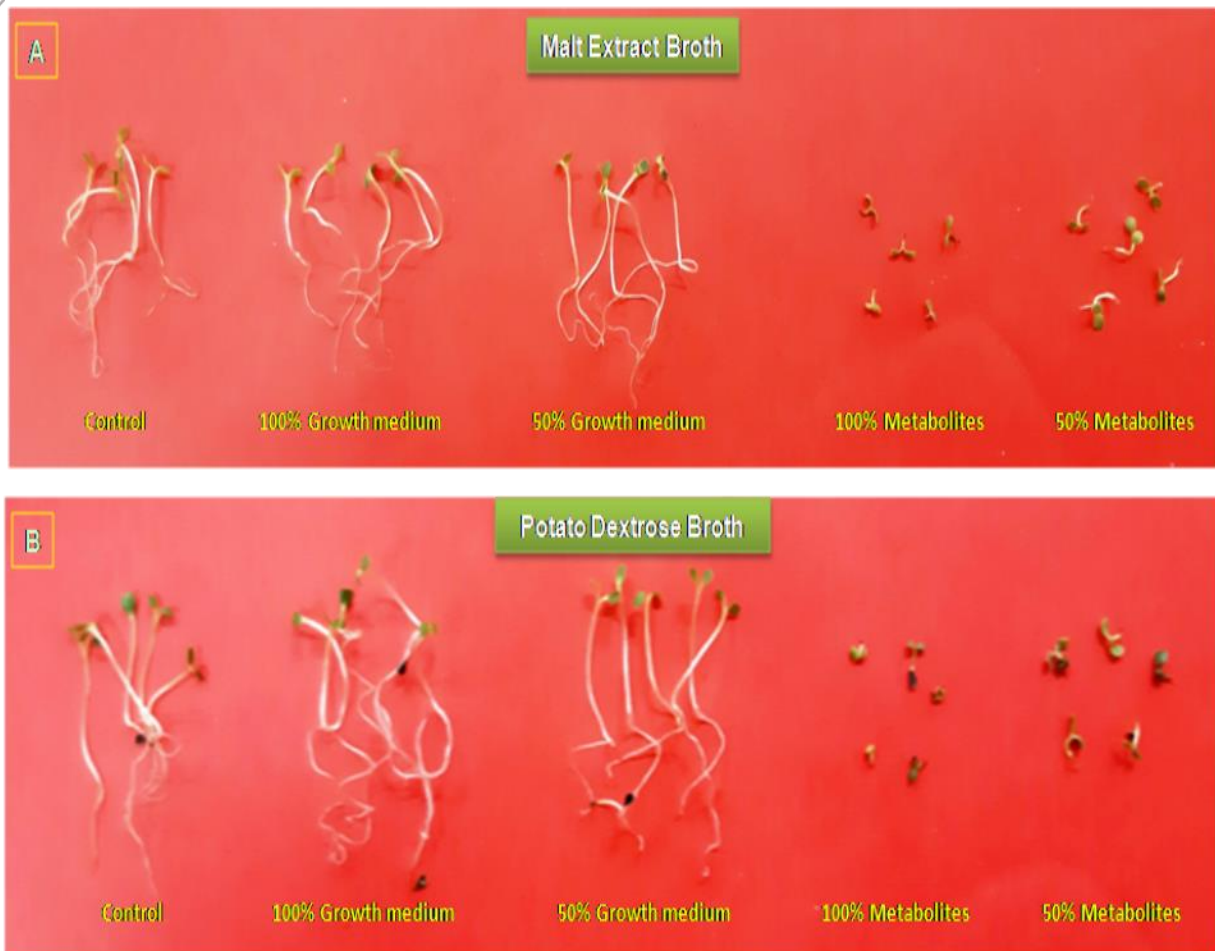 A
Malt Extract Broth
Control
100% Growth medium
50% Growth medium
100% Metabolites
50% Metabolites
B
Potato Dextrose Broth
Control
100% Growth medium
50% Growth medium
100% Metabolites
50% Metabolites